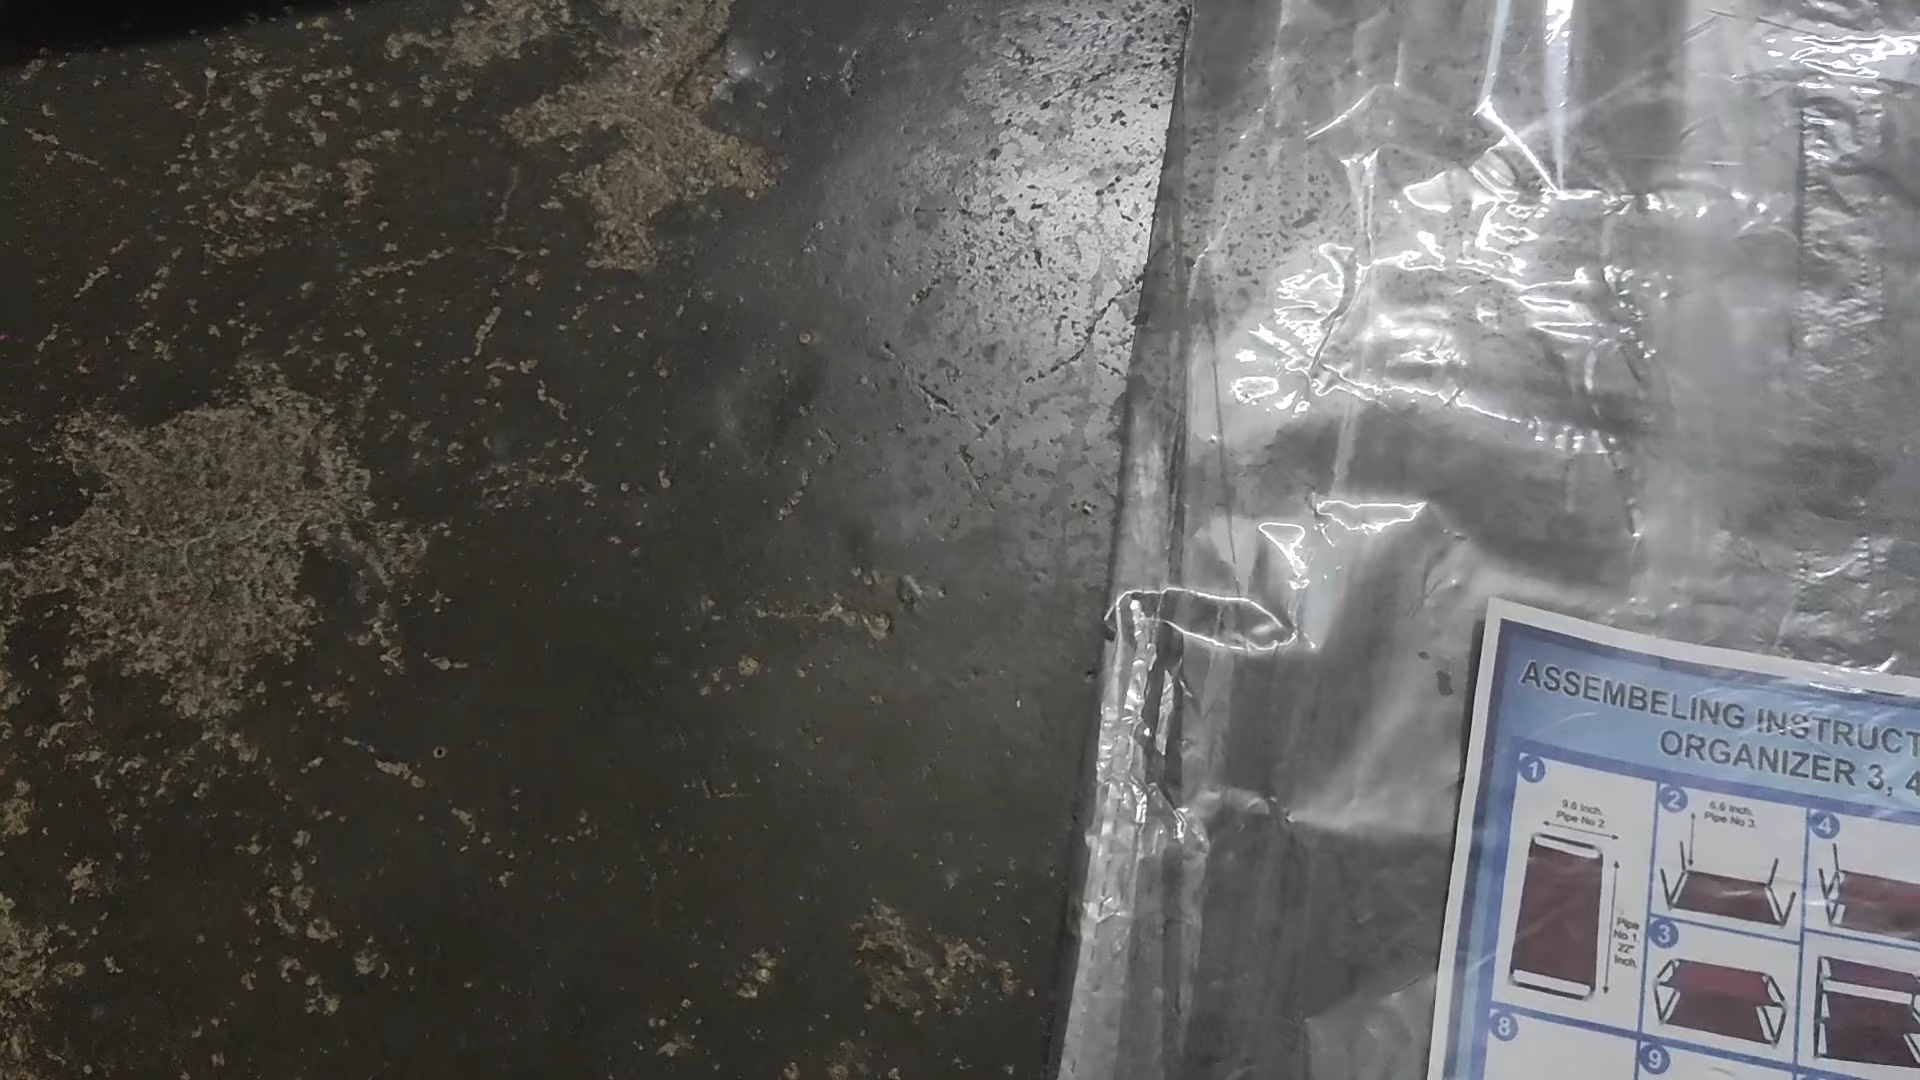 ASSEMBELING INSTRUCT
ORGANIZER 3, 4
1
9.6 Inch.
Pipe No 2.
Pipe
No 1.
22"
Inch.
2
6.6 Inch.
Pipe No 3.
3
4
8
9